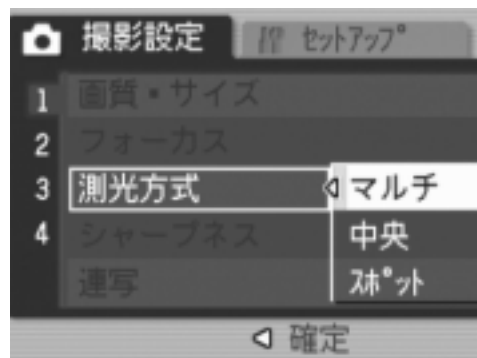 撮影設定 セットアップ
1 画質・サイズ
2 フォーカス
3 測光方式 マルチ
4 シャープネス 中央
連写 スポット
確定